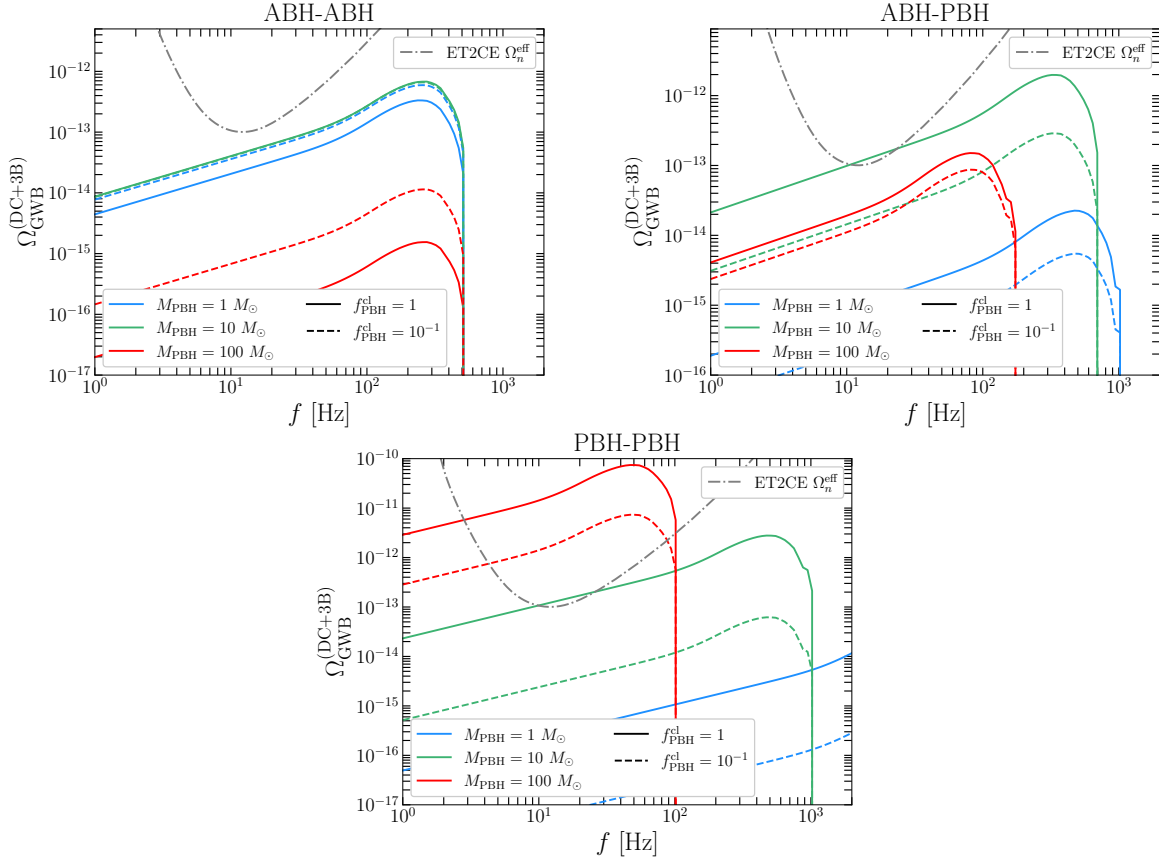 ABH-ABH
ET2CE Ω_n^eff
10^-12
10^-13
10^-14
10^-15
10^-16
10^-17
Ω_GWB^(DC+3B)
M_PBH = 1 M_⊙
M_PBH = 10 M_⊙
M_PBH = 100 M_⊙
f_PBH^cl = 1
f_PBH^cl = 10^-1
10^0
10^1
10^2
10^3
f [Hz]
ABH-PBH
ET2CE Ω_n^eff
10^-12
10^-13
10^-14
10^-15
10^-16
Ω_GWB^(DC+3B)
M_PBH = 1 M_⊙
M_PBH = 10 M_⊙
M_PBH = 100 M_⊙
f_PBH^cl = 1
f_PBH^cl = 10^-1
10^0
10^1
10^2
10^3
f [Hz]
PBH-PBH
ET2CE Ω_n^eff
10^-10
10^-11
10^-12
10^-13
10^-14
10^-15
10^-16
10^-17
Ω_GWB^(DC+3B)
M_PBH = 1 M_⊙
M_PBH = 10 M_⊙
M_PBH = 100 M_⊙
f_PBH^cl = 1
f_PBH^cl = 10^-1
10^0
10^1
10^2
10^3
f [Hz]